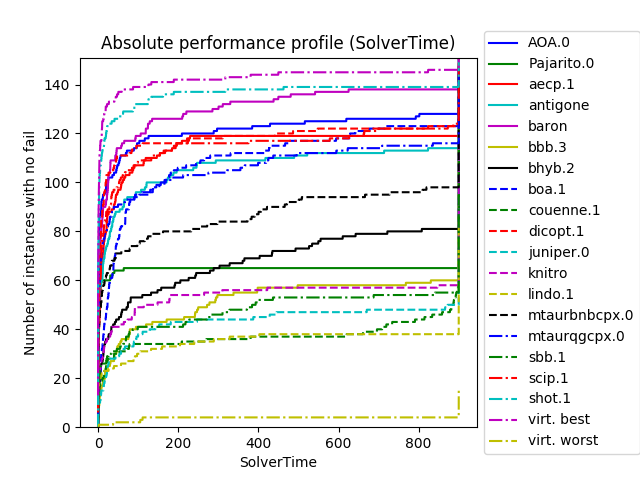 Absolute performance profile (SolverTime)
Number of instances with no fail
140
120
100
80
60
40
20
0
0 200 400 600 800
SolverTime
AOA.0
Pajarito.0
aecp.1
antigone
baron
bbb.3
bhyb.2
boa.1
couenne.1
dicopt.1
juniper.0
knitro
lindo.1
mtaurbnbcpx.0
mtaurqgcpx.0
sbb.1
scip.1
shot.1
virt. best
virt. worst